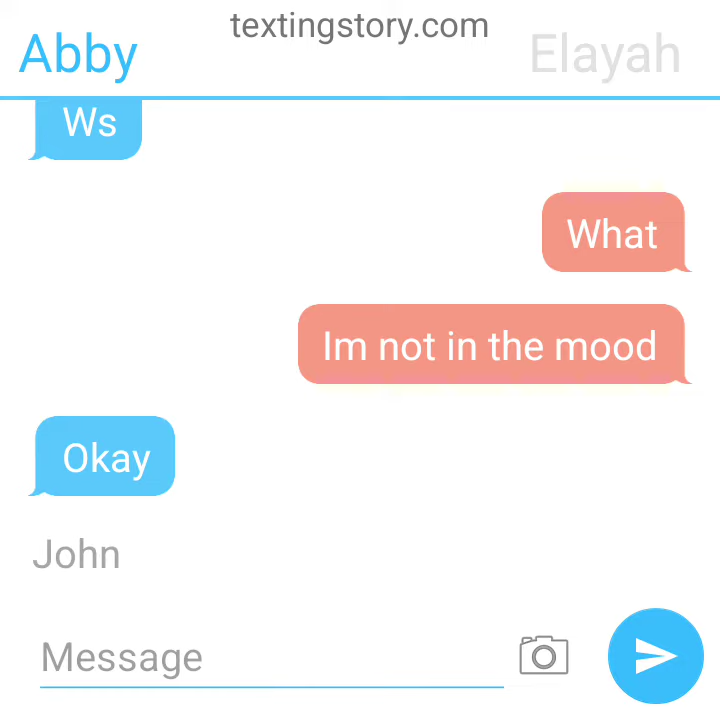 textingstory.com
Abby
Elayah
Ws
What
Im not in the mood
Okay
John
Message